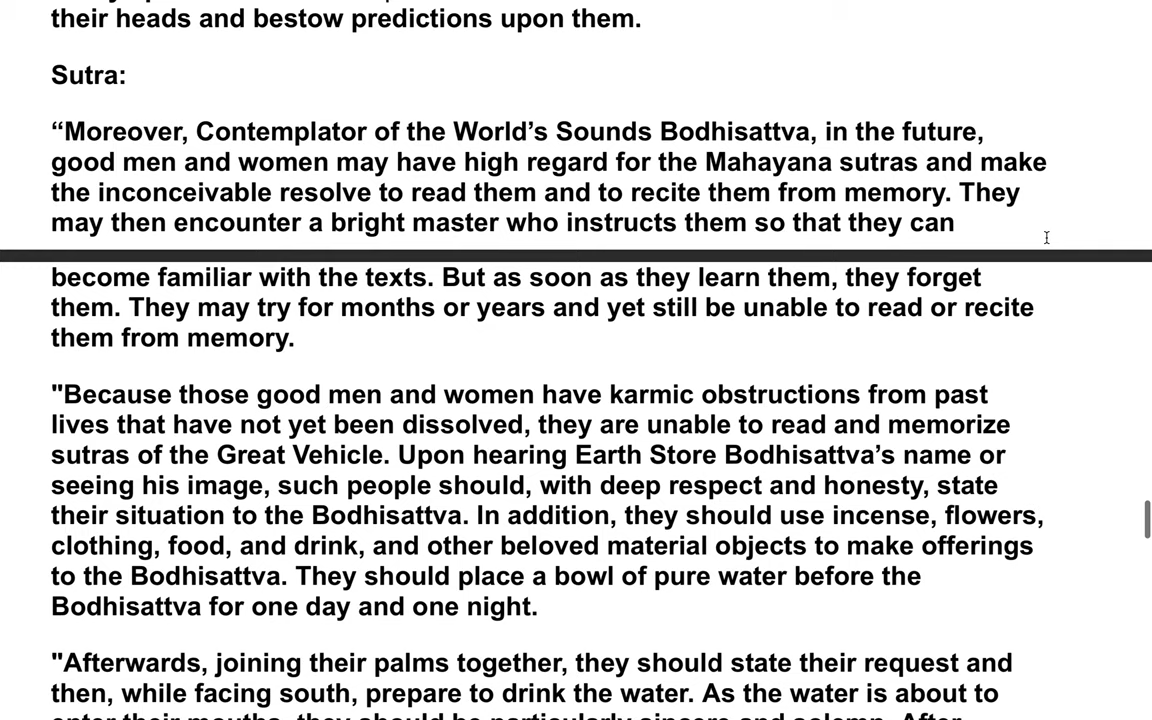 their heads and bestow predictions upon them.
Sutra:
“Moreover, Contemplator of the World’s Sounds Bodhisattva, in the future,
good men and women may have high regard for the Mahayana sutras and make
the inconceivable resolve to read them and to recite them from memory. They
may then encounter a bright master who instructs them so that they can
become familiar with the texts. But as soon as they learn them, they forget
them. They may try for months or years and yet still be unable to read or recite
them from memory.
"Because those good men and women have karmic obstructions from past
lives that have not yet been dissolved, they are unable to read and memorize
sutras of the Great Vehicle. Upon hearing Earth Store Bodhisattva’s name or
seeing his image, such people should, with deep respect and honesty, state
their situation to the Bodhisattva. In addition, they should use incense, flowers,
clothing, food, and drink, and other beloved material objects to make offerings
to the Bodhisattva. They should place a bowl of pure water before the
Bodhisattva for one day and one night.
"Afterwards, joining their palms together, they should state their request and
then, while facing south, prepare to drink the water. As the water is about to
enter their mouths, they should be particularly sincere and solemn. After